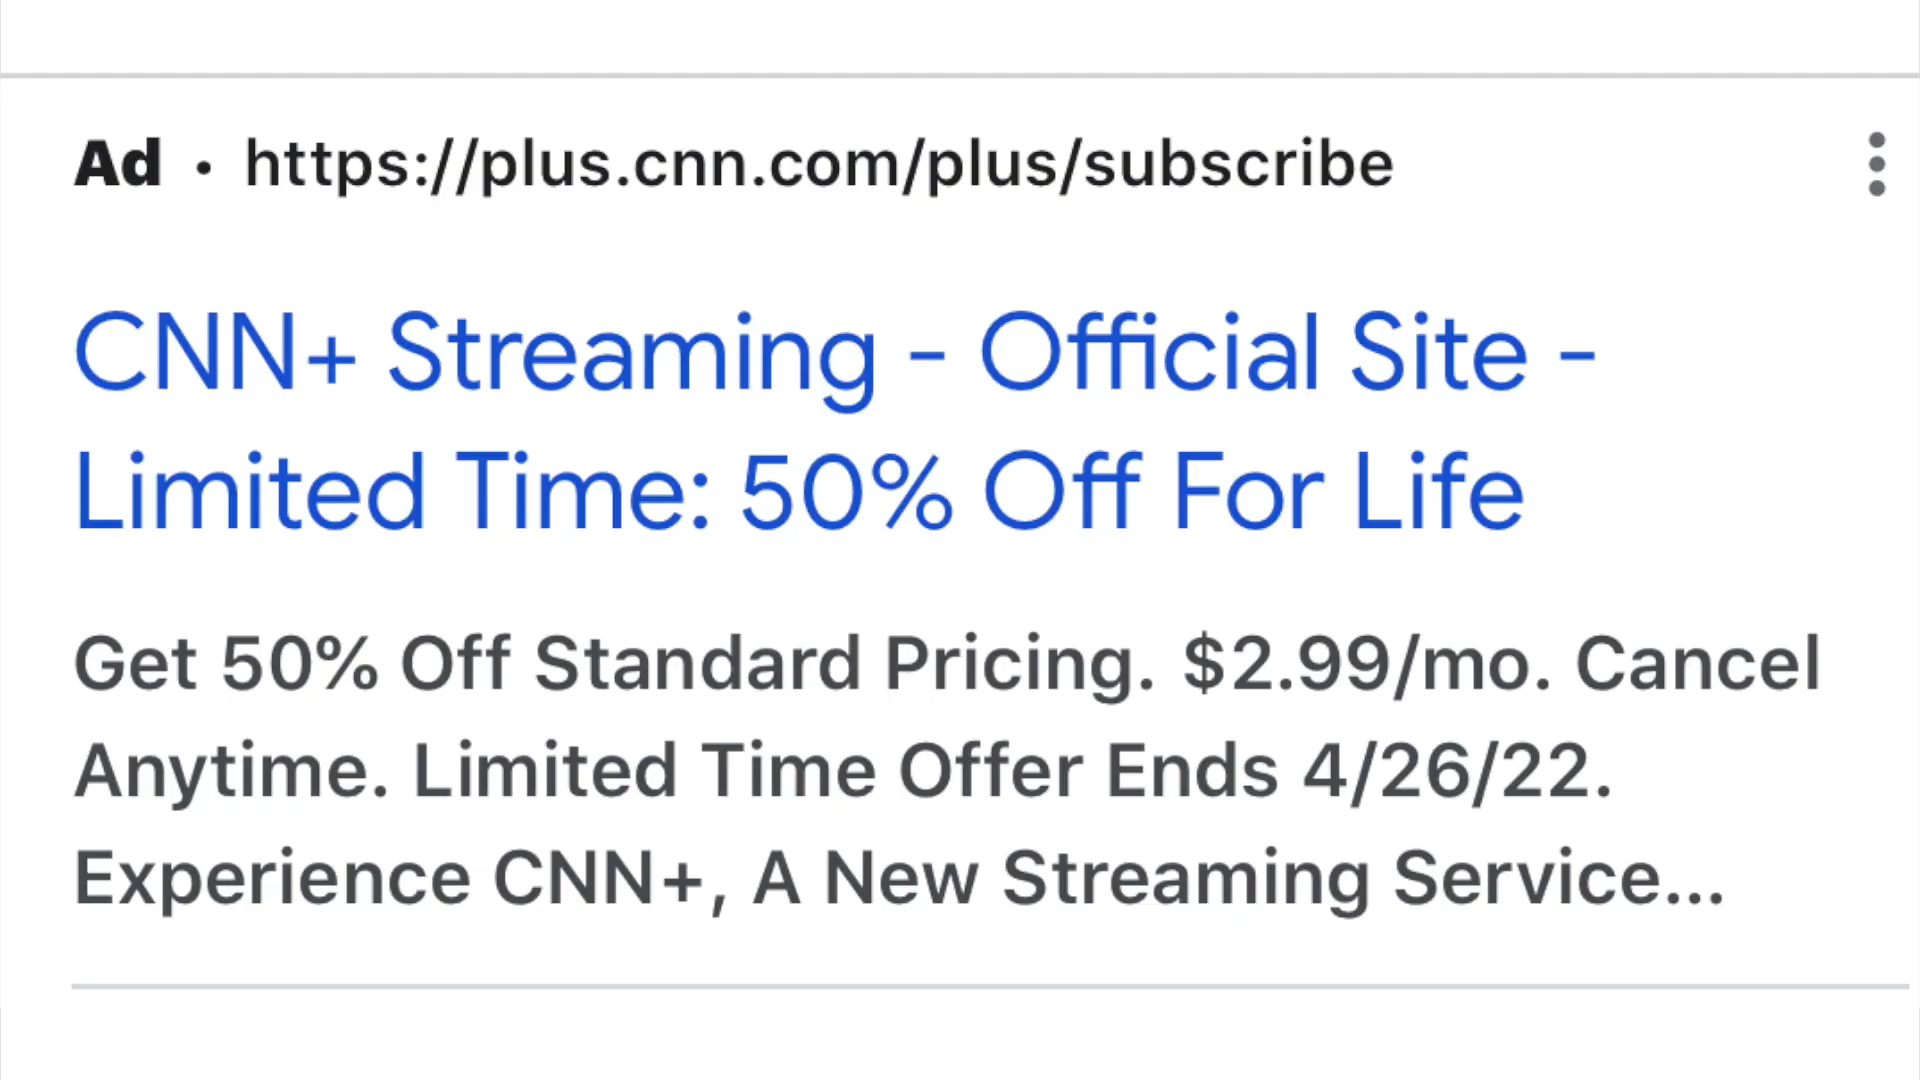 Ad · https://plus.cnn.com/plus/subscribe
CNN+ Streaming - Official Site -
Limited Time: 50% Off For Life
Get 50% Off Standard Pricing. $2.99/mo. Cancel
Anytime. Limited Time Offer Ends 4/26/22.
Experience CNN+, A New Streaming Service...